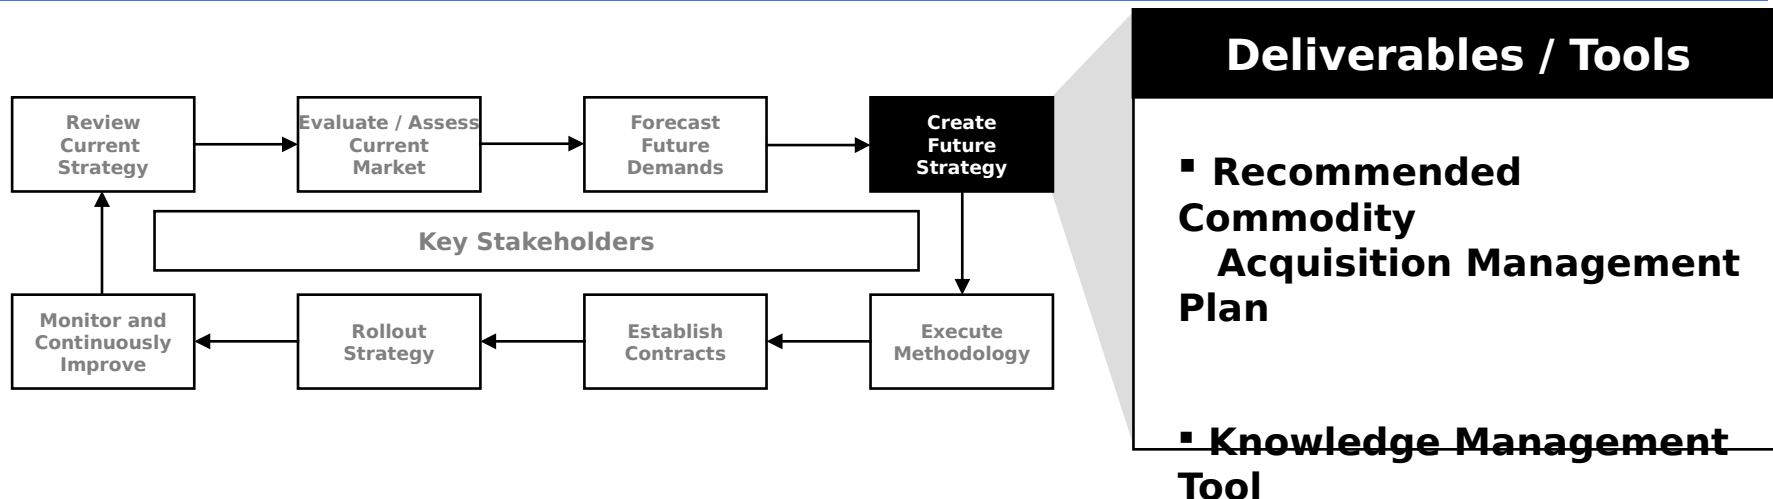 Deliverables / Tools
Review
Current
Strategy
Evaluate / Assess
Current
Market
Forecast
Future
Demands
Create
Future
Strategy
Key Stakeholders
Monitor and
Continuously
Improve
Rollout
Strategy
Establish
Contracts
Execute
Methodology
▪ Recommended
Commodity
Acquisition Management
Plan
▪ Knowledge Management
Tool